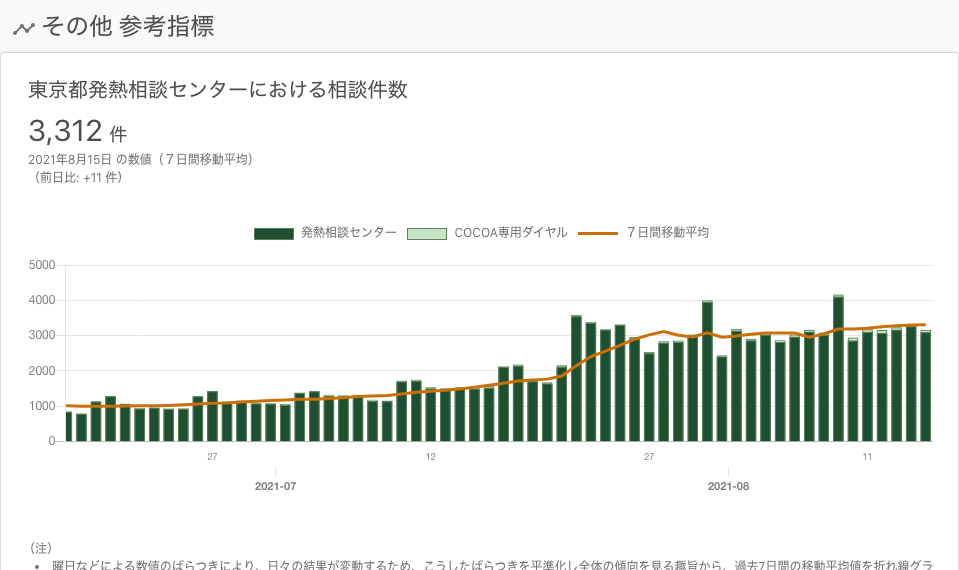 その他 参考指標
東京都発熱相談センターにおける相談件数
3,312 件
2021年8月15日 の数値（７日間移動平均）
（前日比: +11 件）
発熱相談センター COCOA専用ダイヤル ７日間移動平均
5000
4000
3000
2000
1000
0
27 12 27 11
2021-07 2021-08
（注）
• 曜日などによる数値のばらつきにより、日々の結果が変動するため、こうしたばらつきを平準化し全体の傾向を見る趣旨から、過去7日間の移動平均値を折れ線グラ